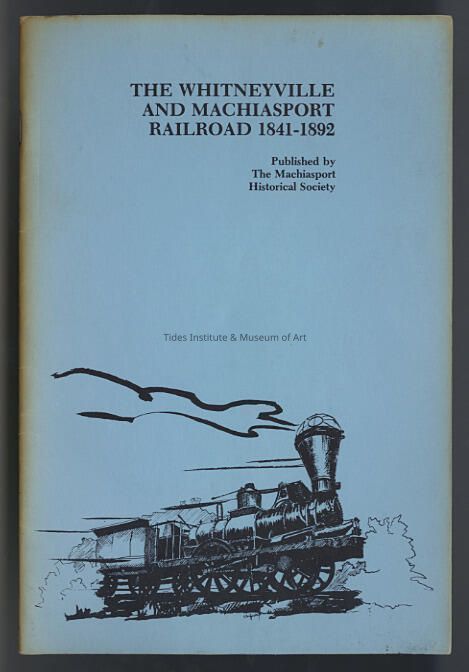 THE WHITNEYVILLE
AND MACHIASPORT
RAILROAD 1841-1892
Published by
The Machiasport
Historical Society
Tides Institute & Museum of Art